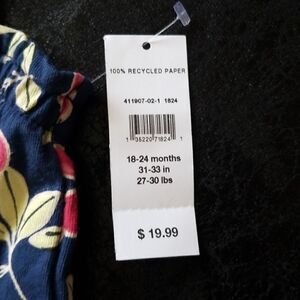 100% RECYCLED PAPER
411907-02-1 1824
1 35220 71824 1
18-24 months
31-33 in
27-30 lbs
$ 19.99